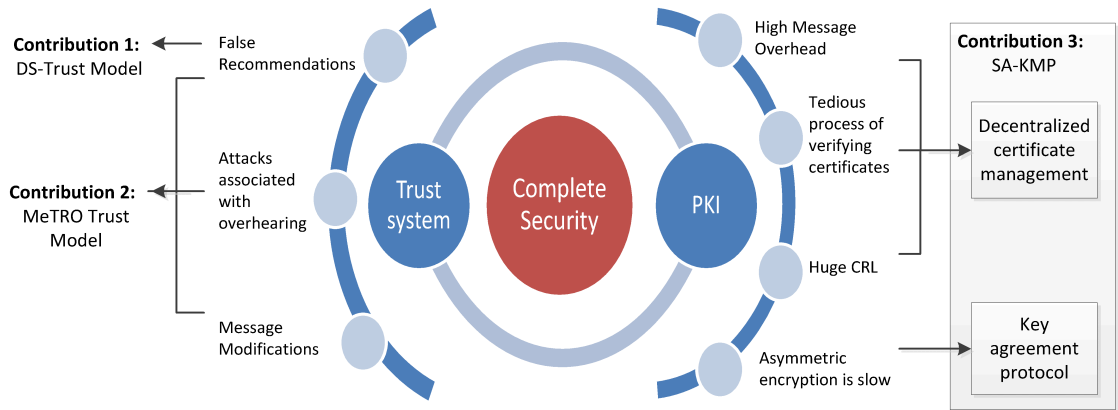 Contribution 1:
DS-Trust Model
False
Recommendations
Contribution 2:
MeTRO Trust
Model
Attacks
associated
with
overhearing
Message
Modifications
Trust
system
Complete
Security
PKI
High Message
Overhead
Tedious
process of
verifying
certificates
Huge CRL
Asymmetric
encryption is slow
Contribution 3:
SA-KMP
Decentralized
certificate
management
Key
agreement
protocol